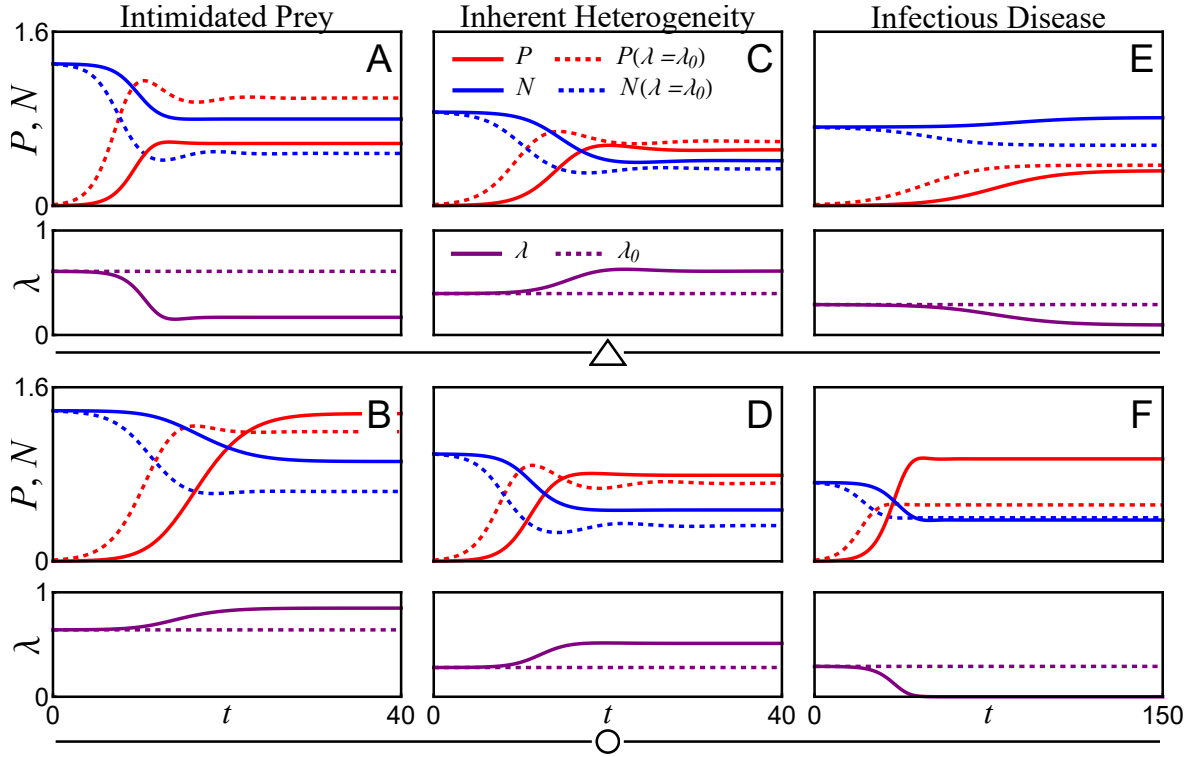 Intimidated Prey Inherent Heterogeneity Infectious Disease
1.6 A P P(λ =λ0) C E
N N(λ =λ0)
P, N
0
1 λ λ0
λ
0
1.6 B D F
P, N
0
1
λ
0
0 t 40 0 t 40 0 t 150